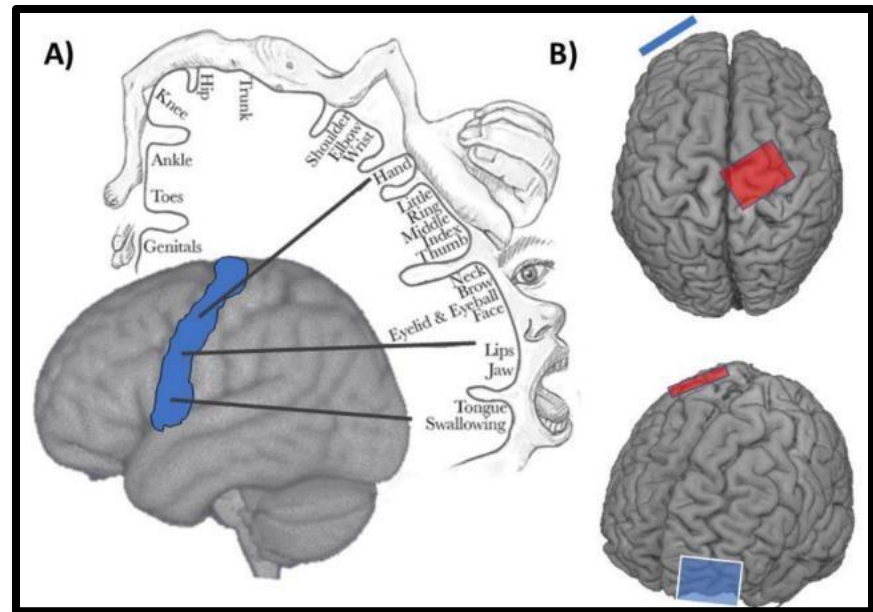 A)
B)
Knee
Hip
Trunk
Shoulder
Elbow
Wrist
Hand
Little
Ring
Middle
Index
Thumb
Neck
Brow
Eyelid & Eyeball
Face
Lips
Jaw
Tongue
Swallowing
Ankle
Toes
Genitals